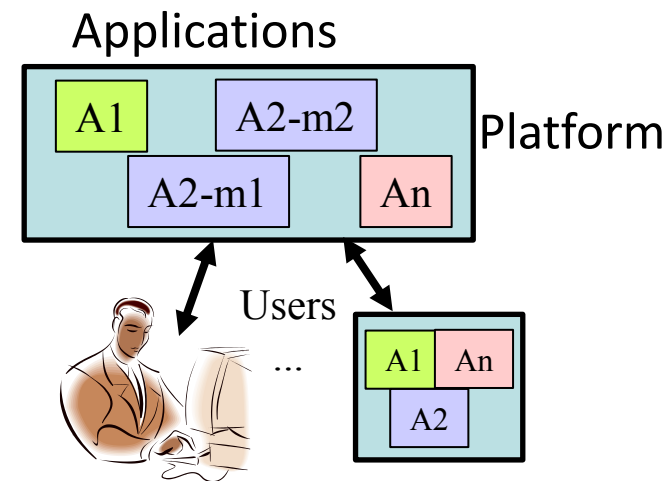 Applications
A1
A2-m2
Platform
A2-m1
An
Users
...
A1
An
A2